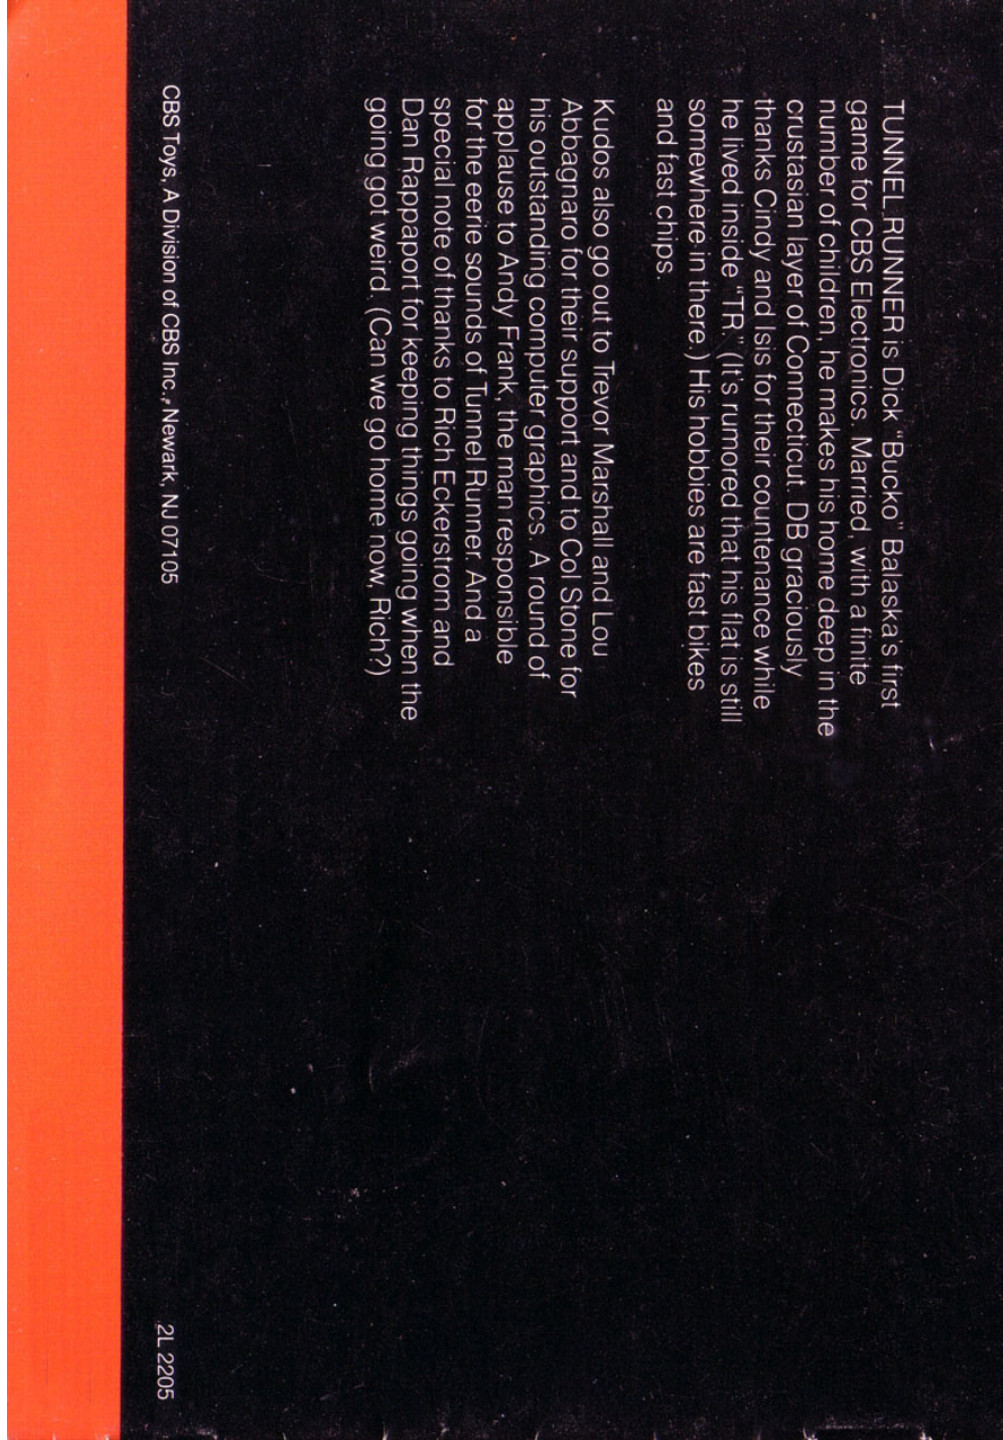 TUNNEL RUNNER is Dick "Bucko" Balaska's first
game for CBS Electronics. Married, with a finite
number of children, he makes his home deep in the
crustasian layer of Connecticut. DB graciously
thanks Cindy and Isis for their countenance while
he lived inside "TR." (It's rumored that his flat is still
somewhere in there.) His hobbies are fast bikes
and fast chips.
Kudos also go out to Trevor Marshall and Lou
Abbagnaro for their support and to Col Stone for
his outstanding computer graphics. A round of
applause to Andy Frank, the man responsible
for the eerie sounds of Tunnel Runner. And a
special note of thanks to Rich Eckerstrom and
Dan Rappaport for keeping things going when the
going got weird. (Can we go home now, Rich?)
CBS Toys, A Division of CBS Inc., Newark, NJ 07105
2L 2205